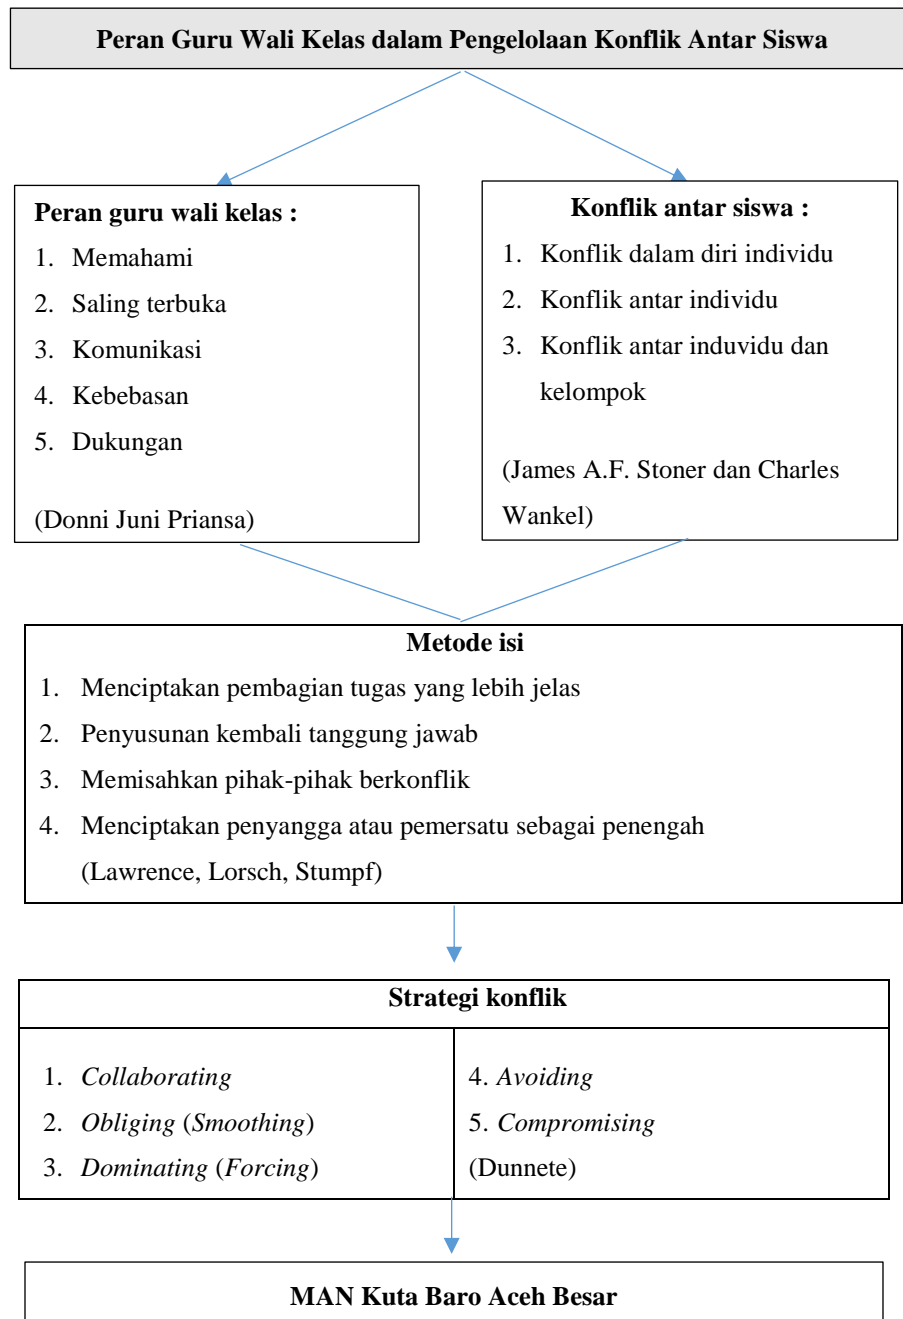 Peran Guru Wali Kelas dalam Pengelolaan Konflik Antar Siswa
Peran guru wali kelas :
1. Memahami
2. Saling terbuka
3. Komunikasi
4. Kebebasan
5. Dukungan
(Donni Juni Priansa)
Konflik antar siswa :
1. Konflik dalam diri individu
2. Konflik antar individu
3. Konflik antar induvidu dan
kelompok
(James A.F. Stoner dan Charles
Wankel)
Metode isi
1. Menciptakan pembagian tugas yang lebih jelas
2. Penyusunan kembali tanggung jawab
3. Memisahkan pihak-pihak berkonflik
4. Menciptakan penyangga atau pemersatu sebagai penengah
(Lawrence, Lorsch, Stumpf)
Strategi konflik
1. Collaborating
2. Obliging (Smoothing)
3. Dominating (Forcing)
4. Avoiding
5. Compromising
(Dunnete)
MAN Kuta Baro Aceh Besar